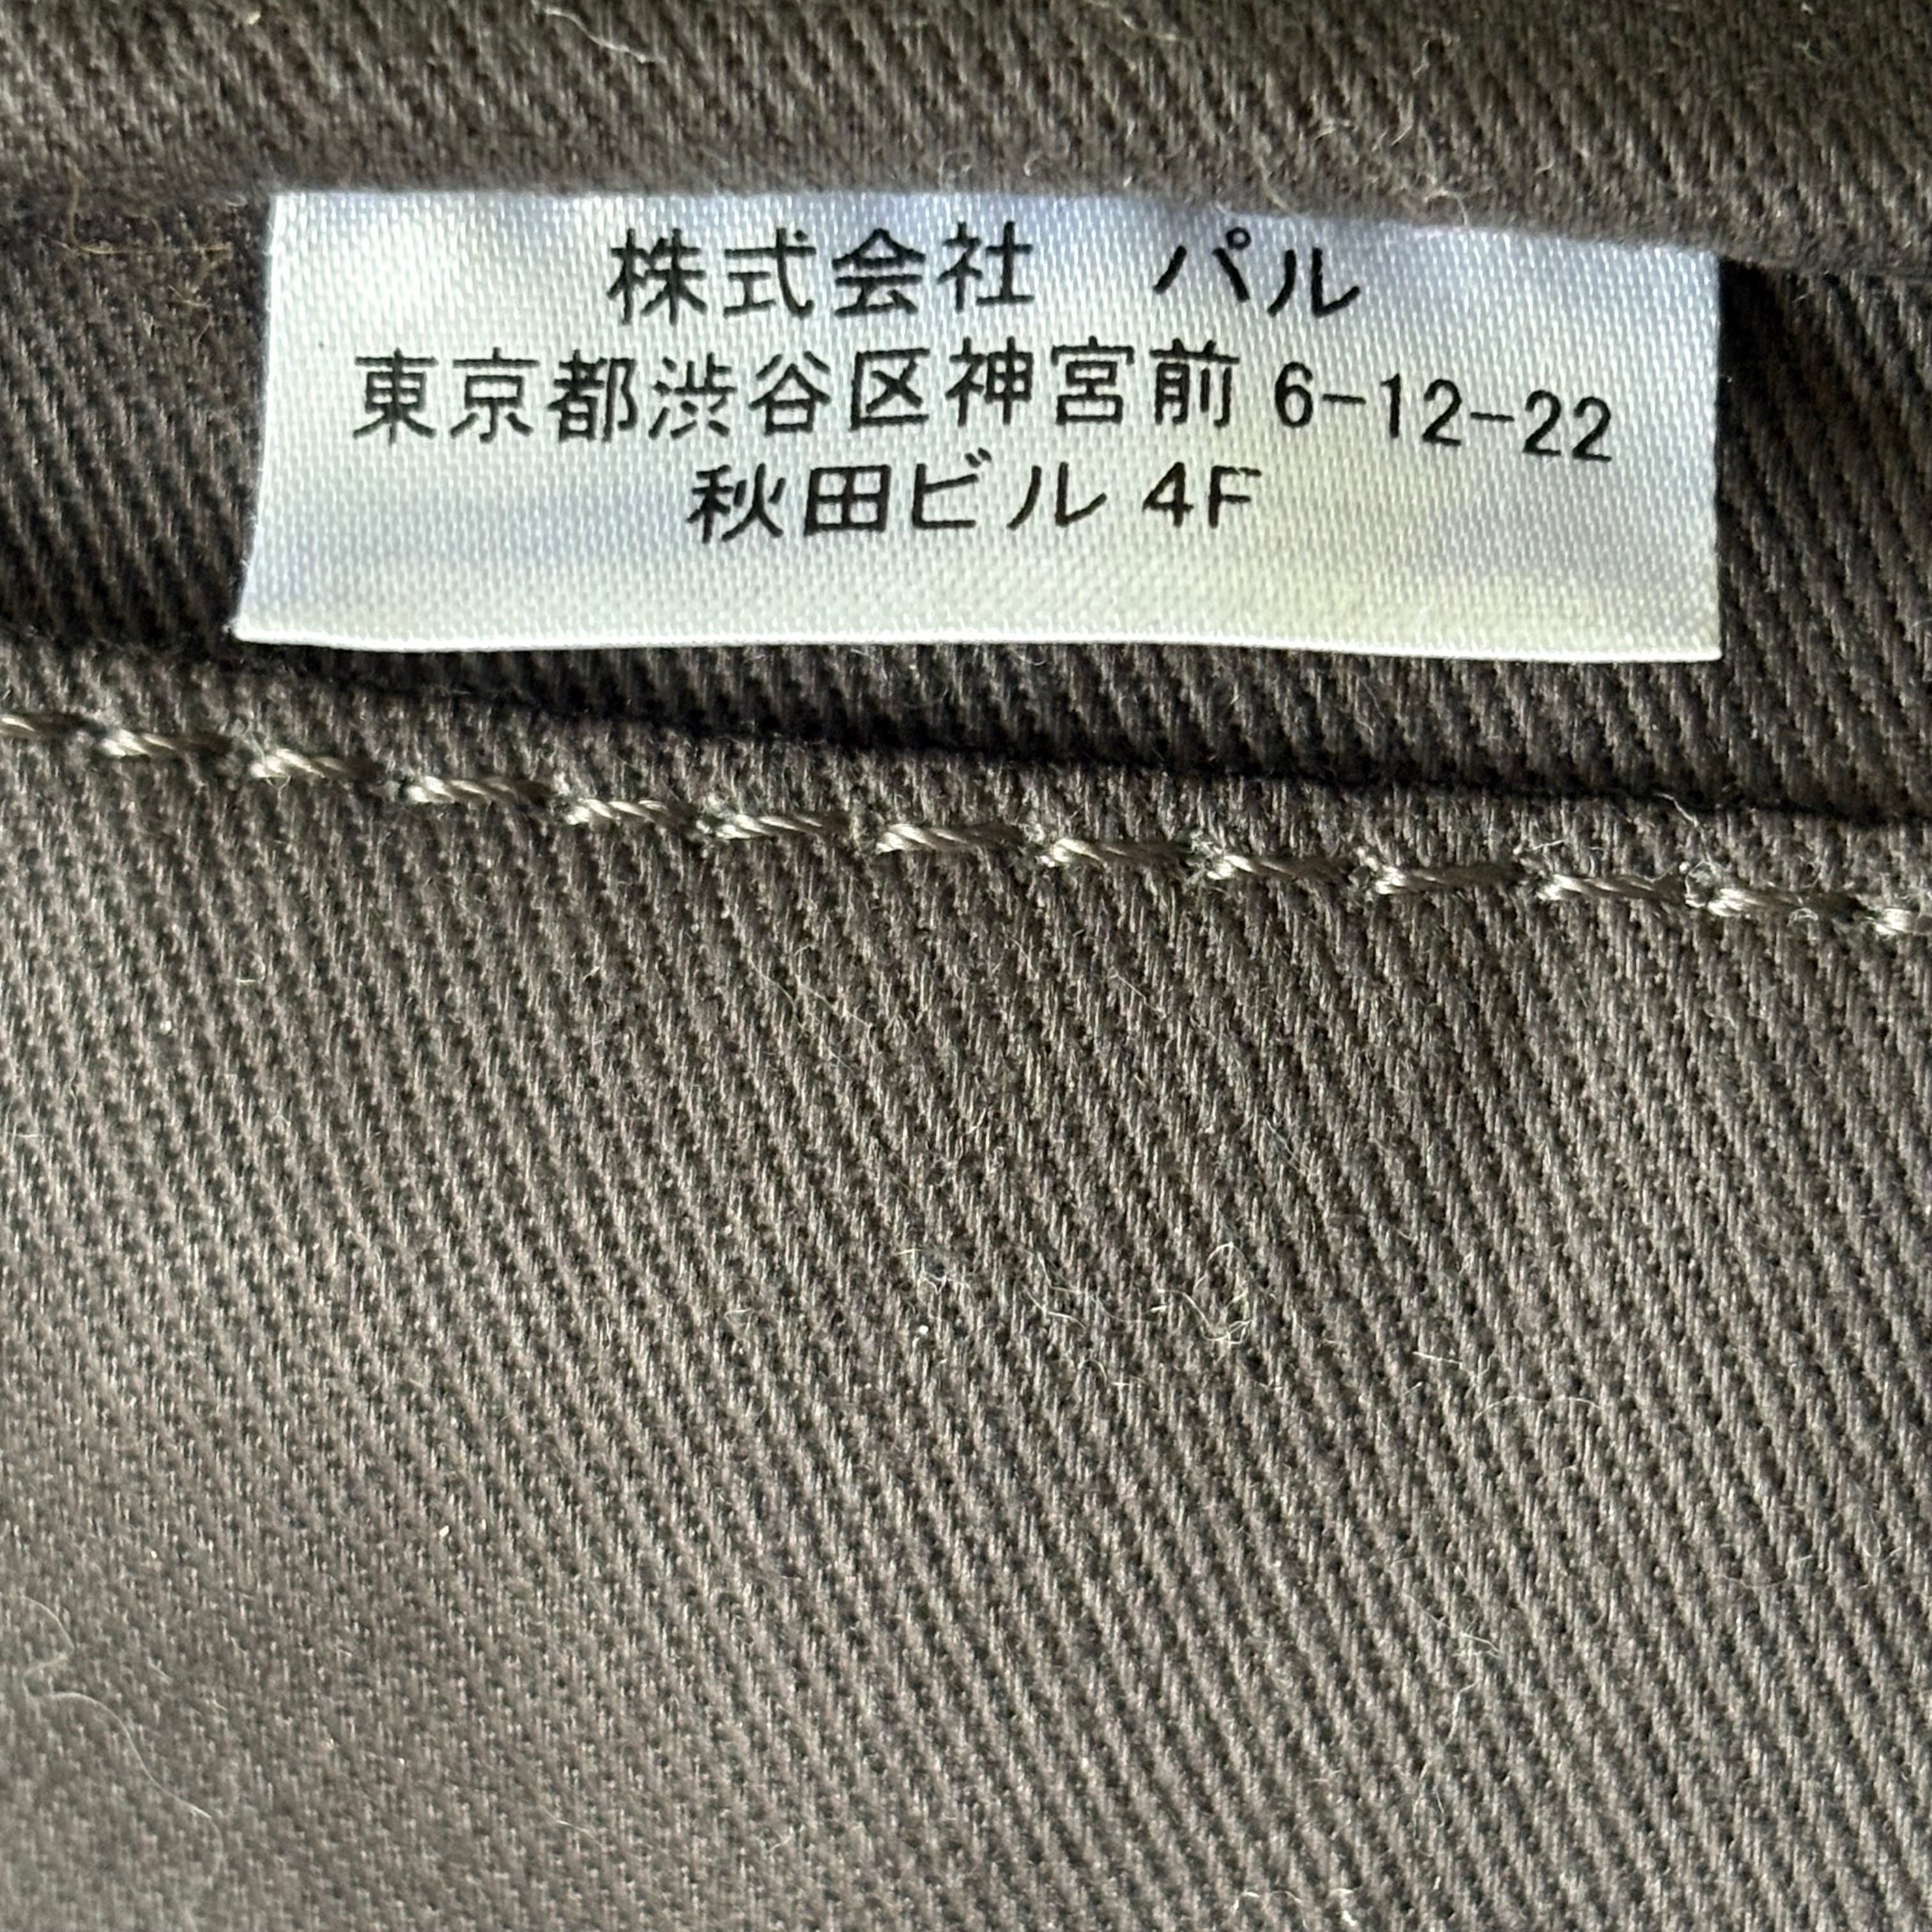 株式会社　パル
東京都渋谷区神宮前 6-12-22
秋田ビル 4F